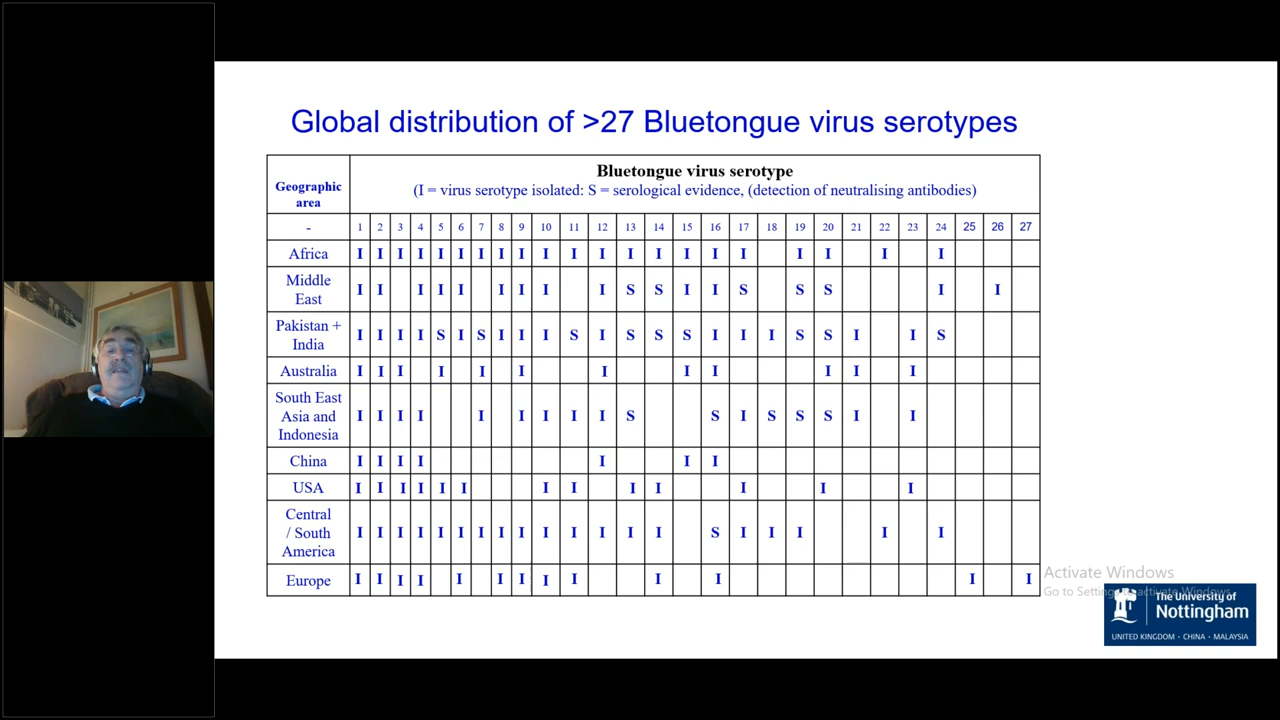 Global distribution of >27 Bluetongue virus serotypes
Geographic area
Bluetongue virus serotype
(I = virus serotype isolated: S = serological evidence, (detection of neutralising antibodies)
- 1 2 3 4 5 6 7 8 9 10 11 12 13 14 15 16 17 18 19 20 21 22 23 24 25 26 27
Africa I I I I I I I I I I I I I I I I I I I I I
Middle East I I I I I I I I I S S I I S S S I I
Pakistan + India I I I I S I S I I I S I S S S I I I S S I I S
Australia I I I I I I I I I I I I
South East Asia and Indonesia I I I I I I I I I S S I S S S I I
China I I I I I I I
USA I I I I I I I I I I I I I
Central / South America I I I I I I I I I I I I I I S I I I I I
Europe I I I I I I I I I I I I I
Activate Windows
Go to Settings to activate Windows.
The University of
Nottingham
UNITED KINGDOM · CHINA · MALAYSIA